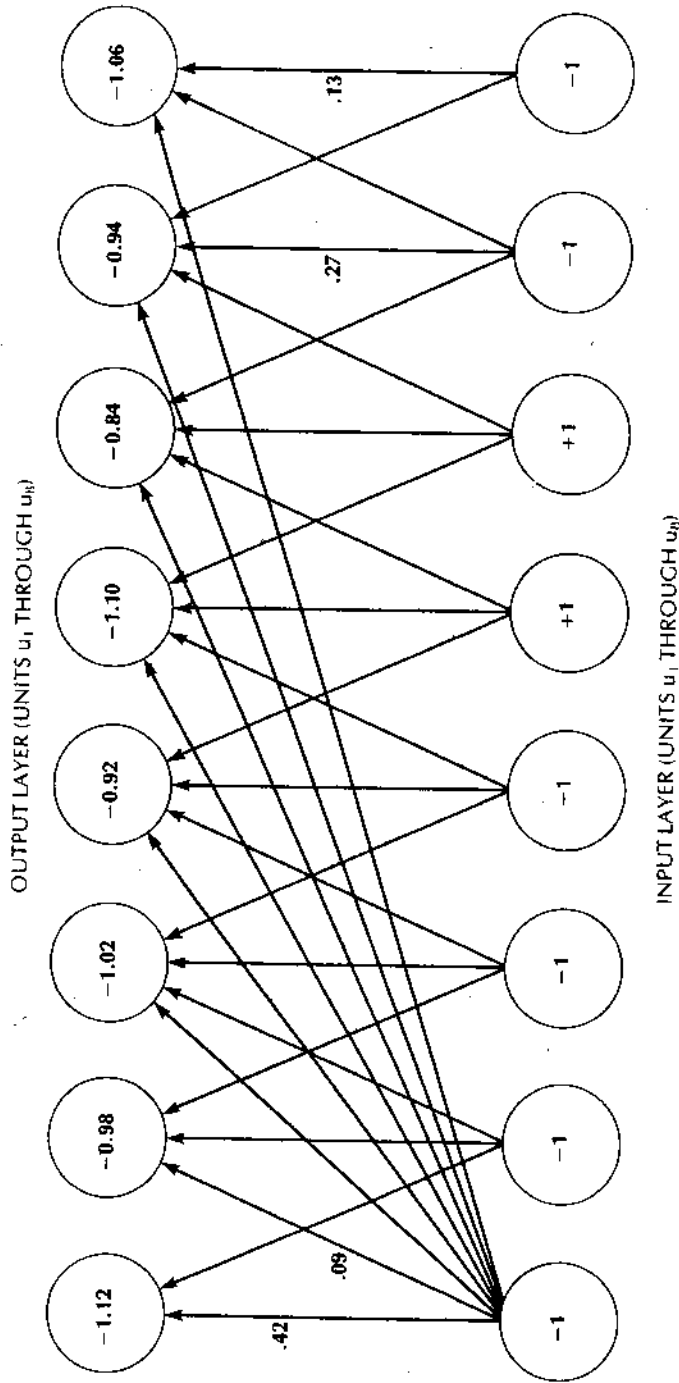 OUTPUT LAYER (UNITS u₁ THROUGH u₈)
−1.12 −0.98 −1.02 −0.92 −1.10 −0.84 −0.94 −1.06
.42
.09 .27 .13
−1 −1 −1 −1 +1 +1 −1 −1
INPUT LAYER (UNITS u₁ THROUGH u₈)